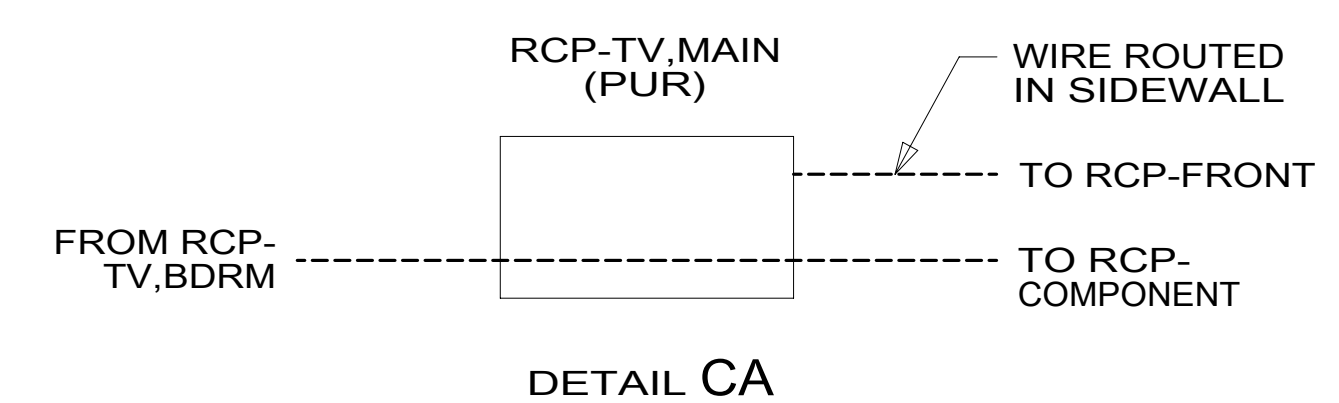 RCP-TV,MAIN
(PUR)
WIRE ROUTED
IN SIDEWALL
TO RCP-FRONT
FROM RCP-
TV,BDRM
TO RCP-
COMPONENT
DETAIL CA